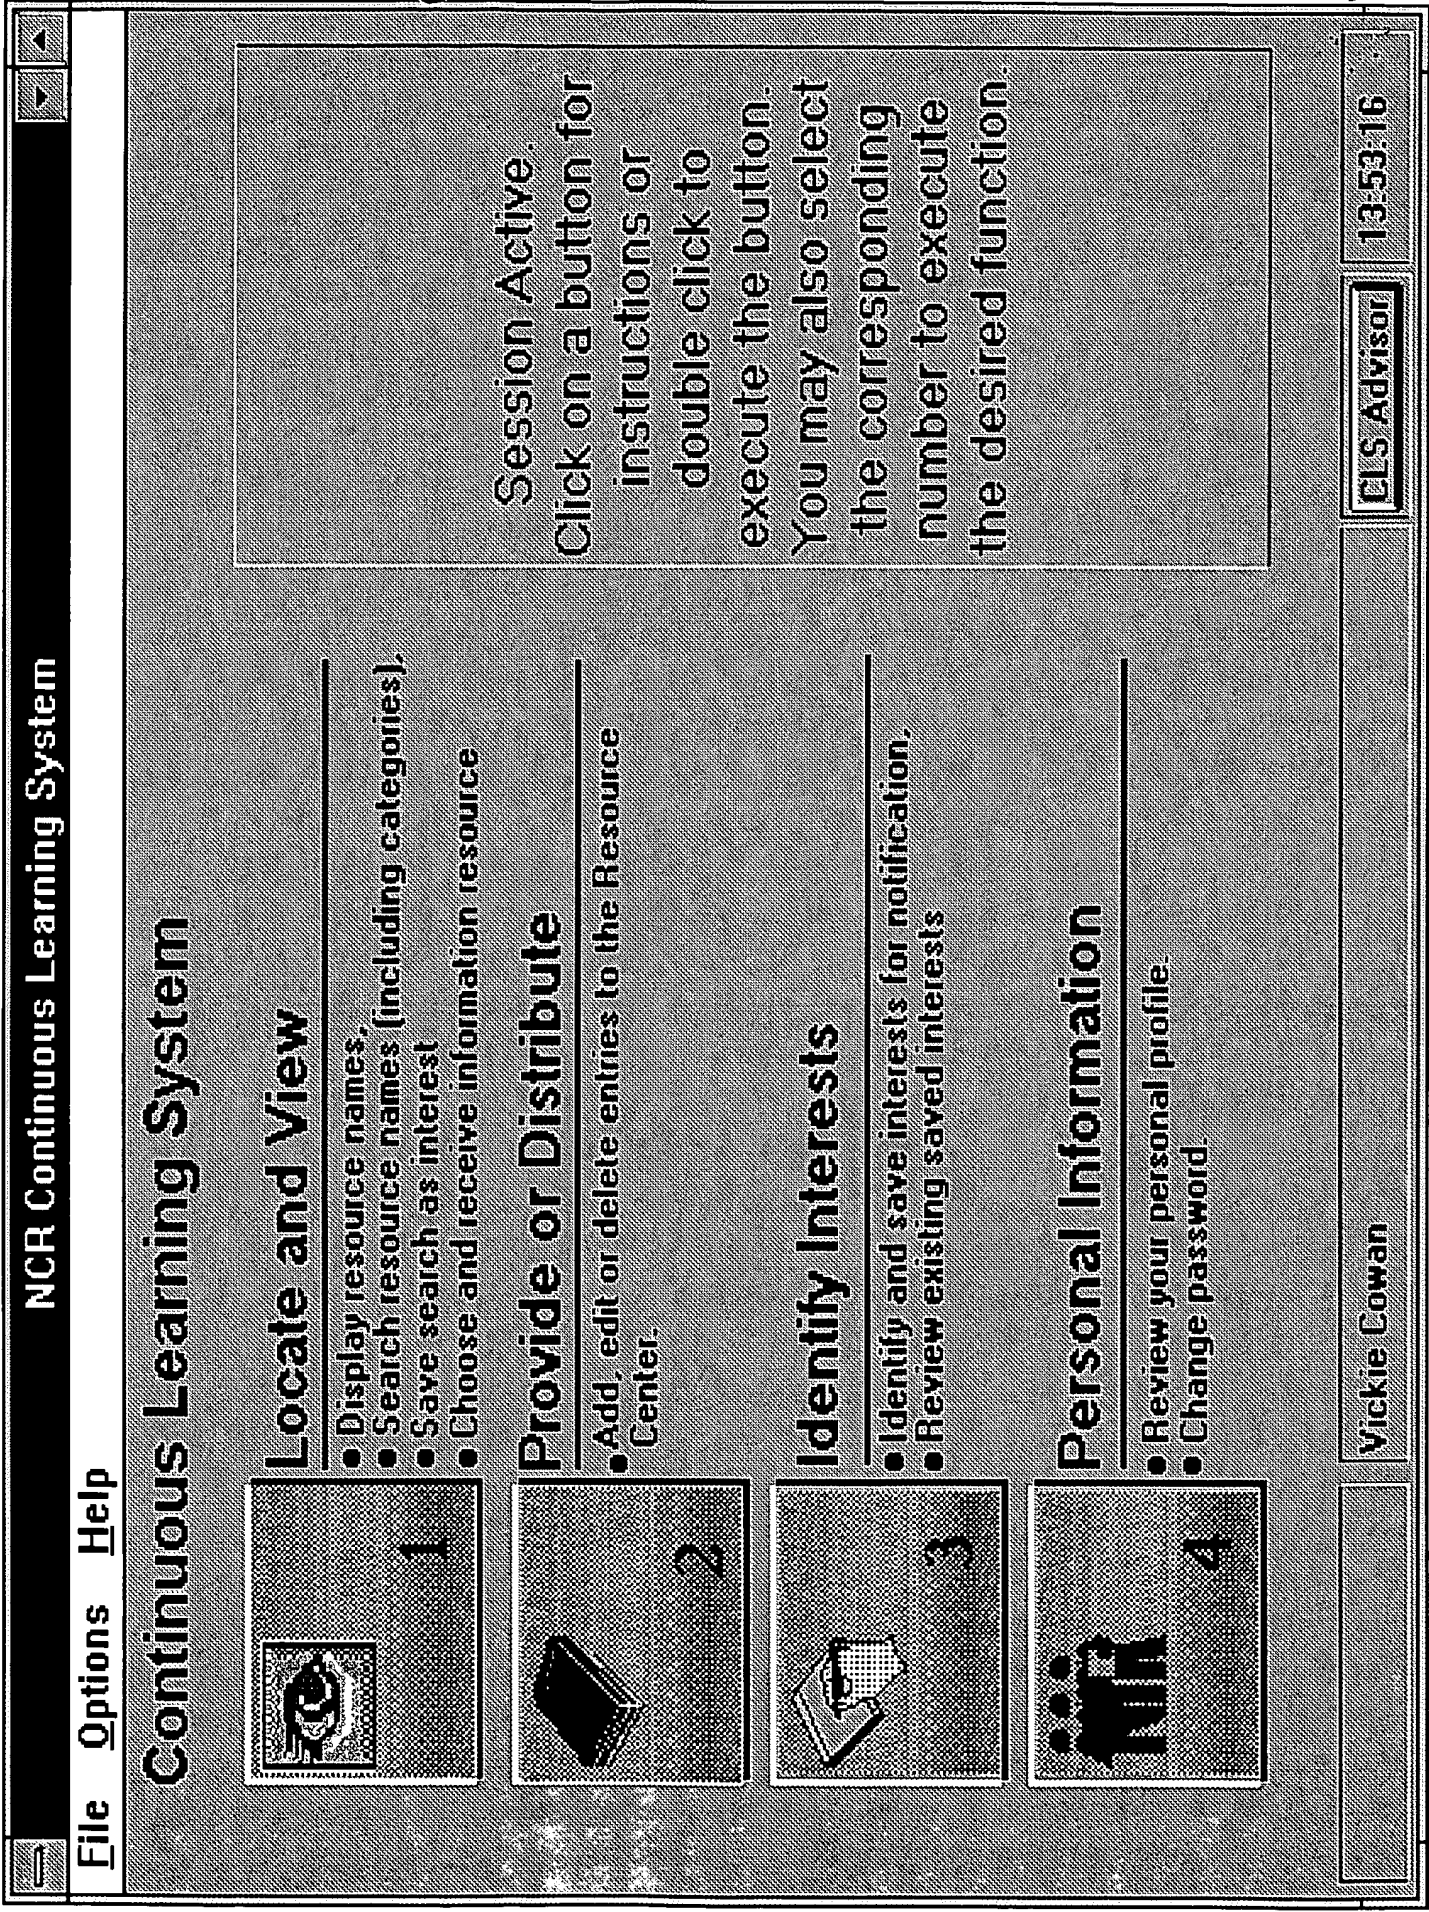 NCR Continuous Learning System
File Options Help
Continuous Learning System
1
Locate and View
• Display resource names,
• Search resource names (including categories),
• Save search as interest
• Choose and receive information resource
2
Provide or Distribute
• Add, edit or delete entries to the Resource
Center.
3
Identify Interests
• Identify and save interests for notification,
• Review existing saved interests
4
Personal Information
• Review your personal profile.
• Change password.
Session Active.
Click on a button for
instructions or
double click to
execute the button.
You may also select
the corresponding
number to execute
the desired function.
Vickie Cowan
CLS Advisor
13:53:16